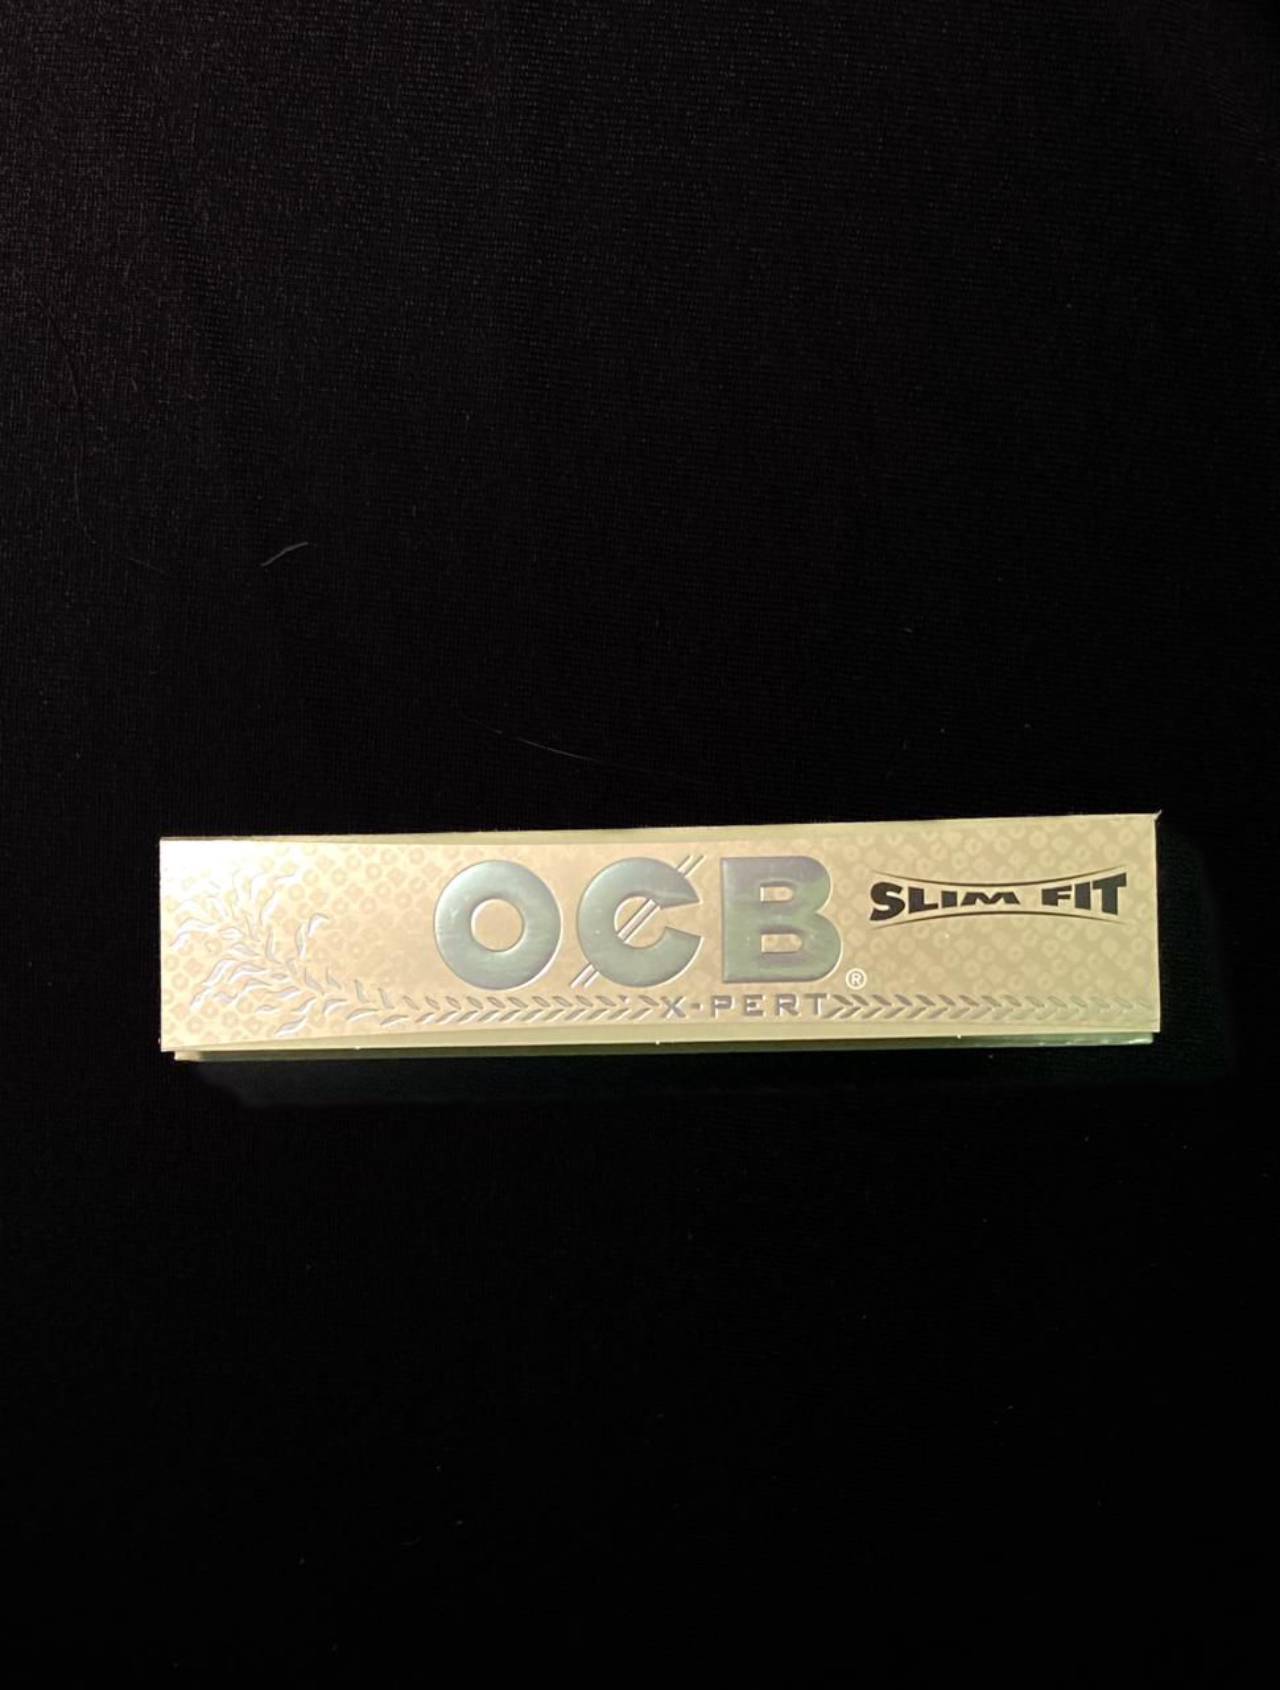 OCB®
SLIM FIT
X-PERT